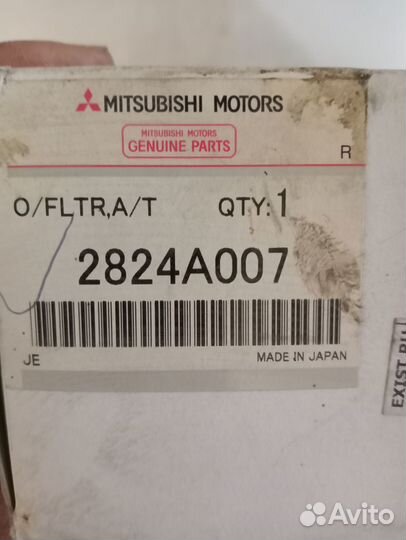 MITSUBISHI MOTORS
MITSUBISHI MOTORS
GENUINE PARTS
R
O/FLTR,A/T QTY:1
2824A007
JE MADE IN JAPAN
EXIST
Avito